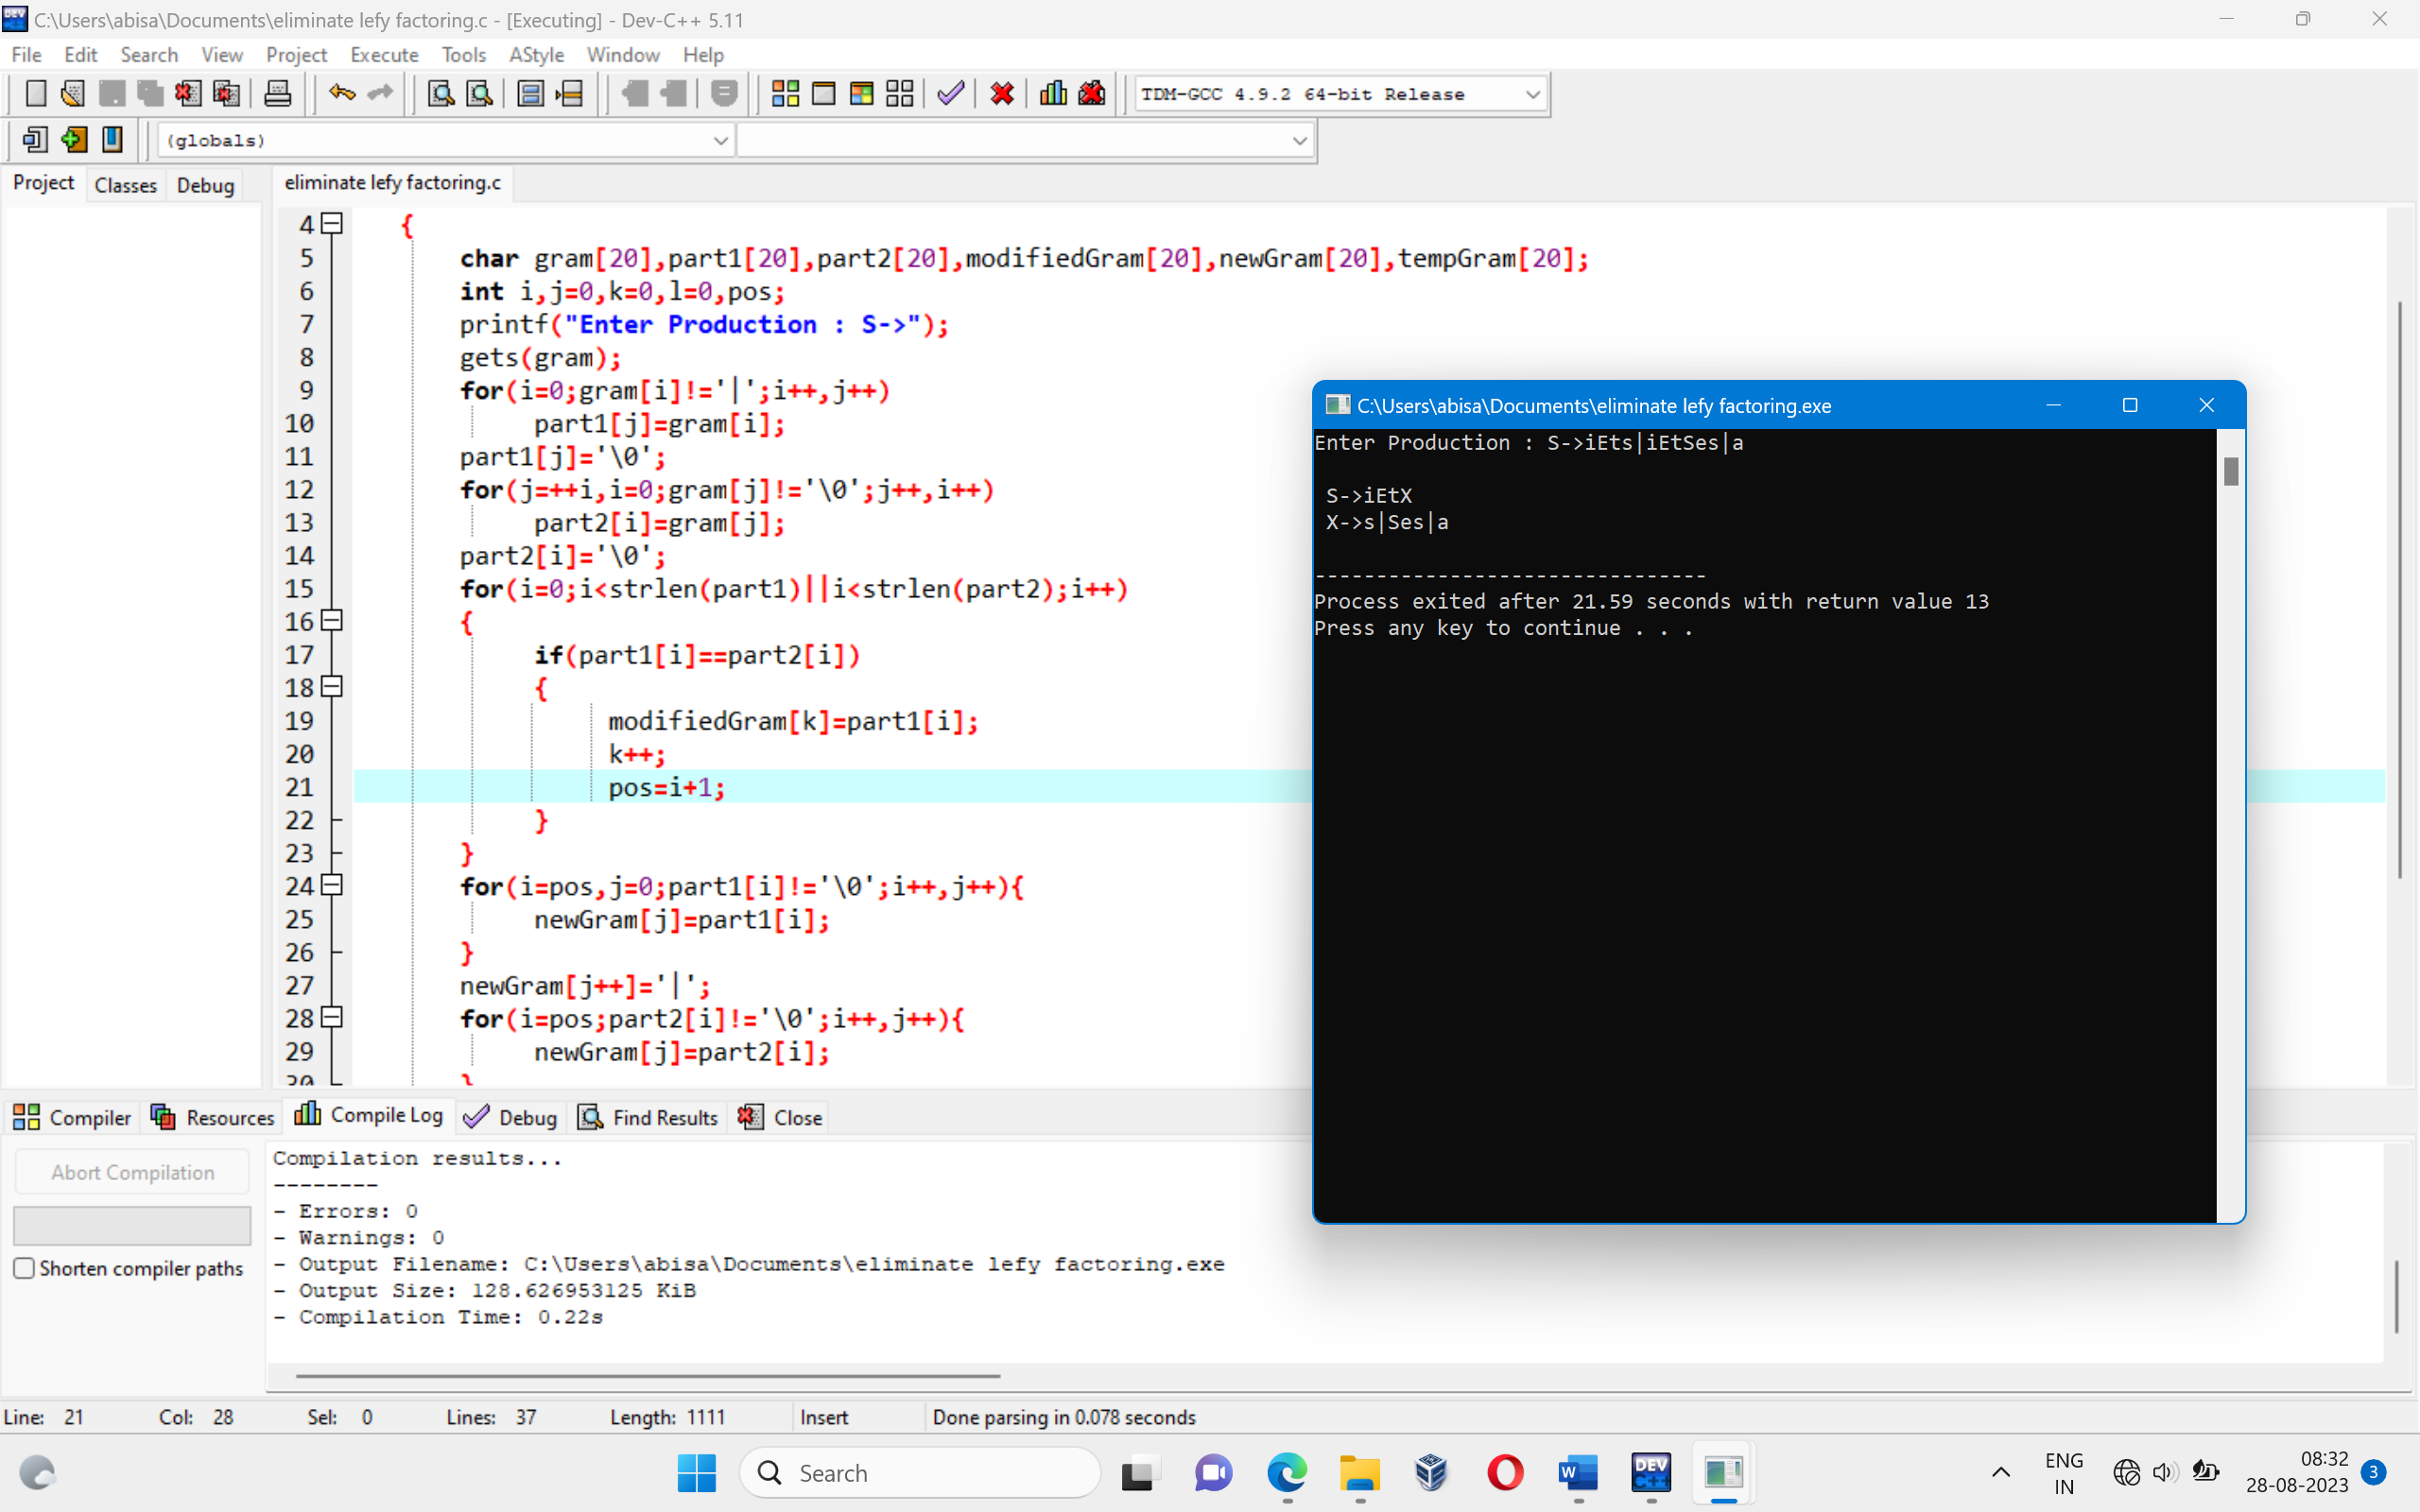 C:\Users\abisa\Documents\eliminate lefy factoring.c - [Executing] - Dev-C++ 5.11
File Edit Search View Project Execute Tools AStyle Window Help
TDM-GCC 4.9.2 64-bit Release
(globals)
Project Classes Debug
eliminate lefy factoring.c
4 {
5 char gram[20],part1[20],part2[20],modifiedGram[20],newGram[20],tempGram[20];
6 int i,j=0,k=0,l=0,pos;
7 printf("Enter Production : S->");
8 gets(gram);
9 for(i=0;gram[i]!='|';i++,j++)
10 part1[j]=gram[i];
11 part1[j]='\0';
12 for(j=++i,i=0;gram[j]!='\0';j++,i++)
13 part2[i]=gram[j];
14 part2[i]='\0';
15 for(i=0;i<strlen(part1)||i<strlen(part2);i++)
16 {
17 if(part1[i]==part2[i])
18 {
19 modifiedGram[k]=part1[i];
20 k++;
21 pos=i+1;
22 }
23 }
24 for(i=pos,j=0;part1[i]!='\0';i++,j++){
25 newGram[j]=part1[i];
26 }
27 newGram[j++]='|';
28 for(i=pos;part2[i]!='\0';i++,j++){
29 newGram[j]=part2[i];
30 }
C:\Users\abisa\Documents\eliminate lefy factoring.exe
Enter Production : S->iEts|iEtSes|a
S->iEtX
X->s|Ses|a
--------------------------------
Process exited after 21.59 seconds with return value 13
Press any key to continue . . .
Compiler Resources Compile Log Debug Find Results Close
Abort Compilation
Shorten compiler paths
Compilation results...
--------
- Errors: 0
- Warnings: 0
- Output Filename: C:\Users\abisa\Documents\eliminate lefy factoring.exe
- Output Size: 128.626953125 KiB
- Compilation Time: 0.22s
Line: 21 Col: 28 Sel: 0 Lines: 37 Length: 1111 Insert Done parsing in 0.078 seconds
Search
W
DEV C++
ENG
IN
08:32
28-08-2023
3